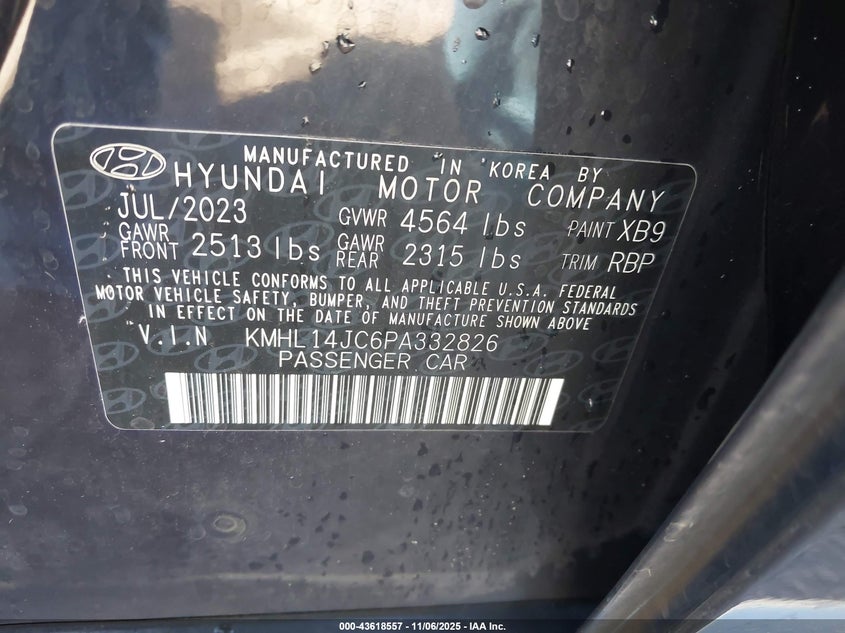 MANUFACTURED IN KOREA BY
HYUNDAI MOTOR COMPANY
JUL/2023 GVWR 4564 lbs PAINT XB9
GAWR FRONT 2513 lbs GAWR REAR 2315 lbs TRIM RBP
THIS VEHICLE CONFORMS TO ALL APPLICABLE U.S.A. FEDERAL
MOTOR VEHICLE SAFETY, BUMPER, AND THEFT PREVENTION STANDARDS
IN EFFECT ON THE DATE OF MANUFACTURE SHOWN ABOVE
V.I.N KMHL14JC6PA332826
PASSENGER CAR
000-43618557 - 11/06/2025 - IAA Inc.